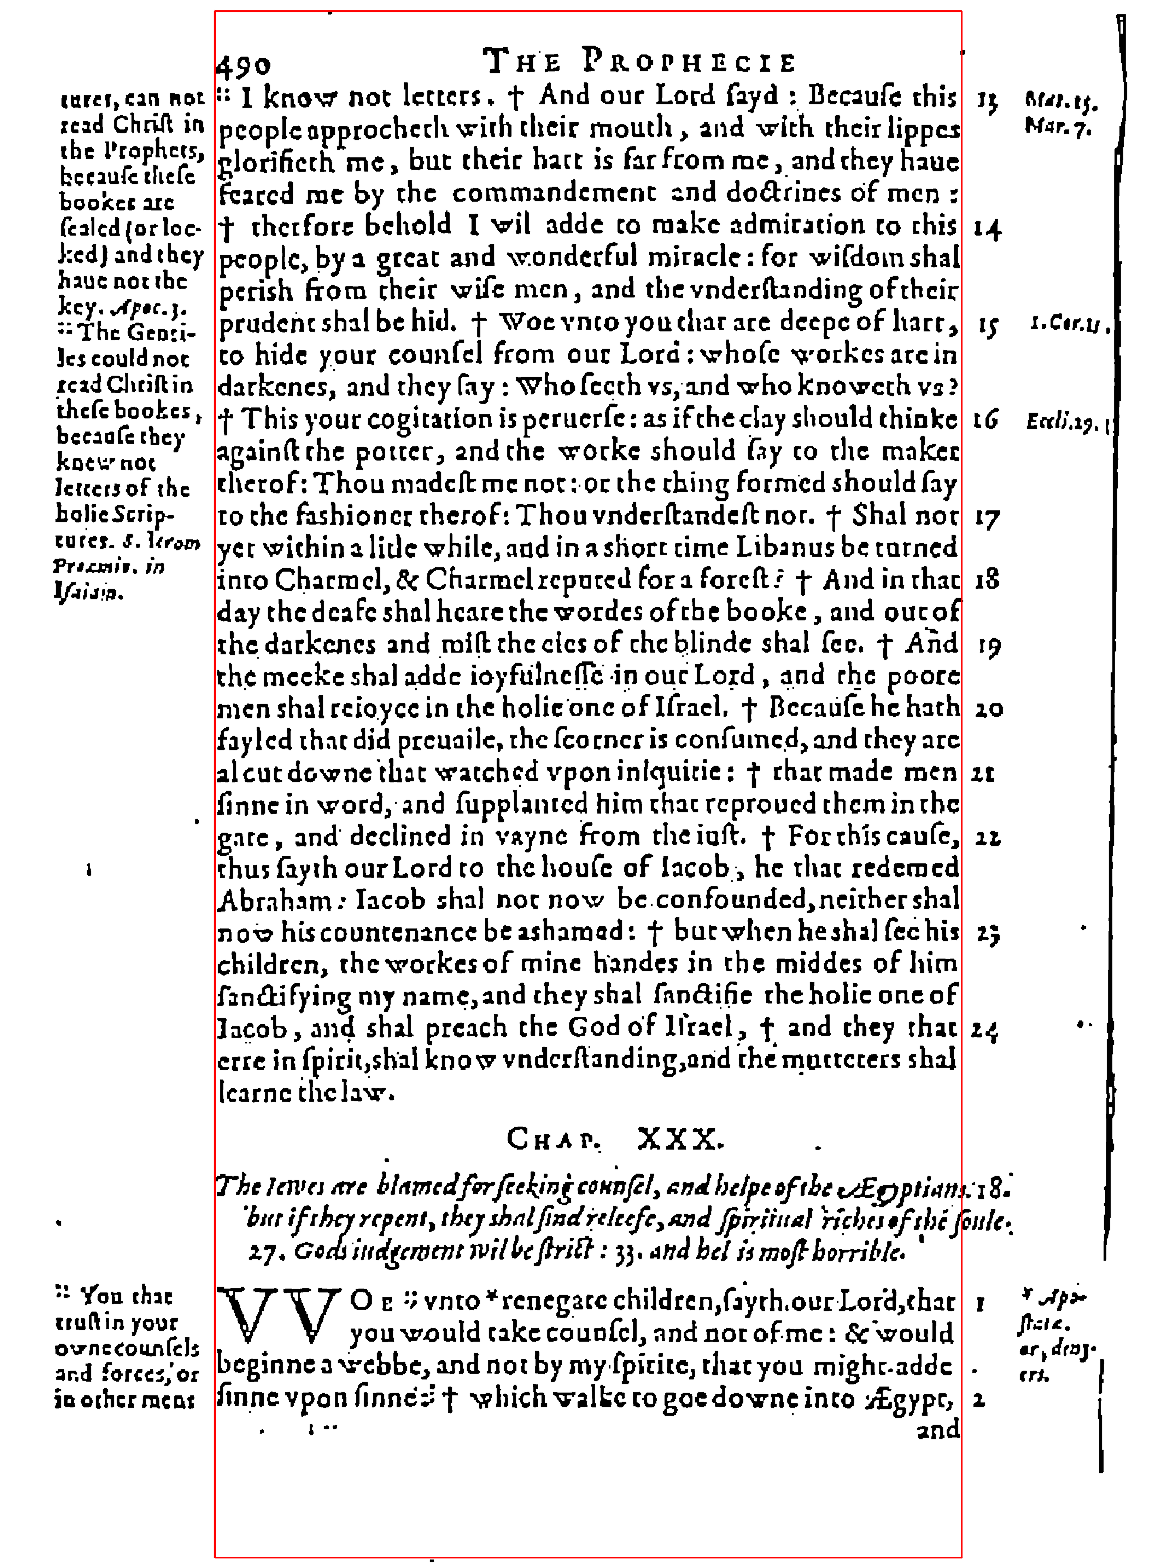 490 THE PROPHECIE
⁘ I know not letters. † And our Lord ſayd : Becauſe this 13
people approcheth with their mouth, and with their lippes
glorifieth me, but their hart is far from me, and they haue
feared me by the commandement and doctrines of men :
† therfore behold I wil adde to make admiration to this 14
people, by a great and wonderful miracle : for wiſdom shal
perish from their wiſe men, and the vnderſtanding of their
prudent shal be hid. † Woe vnto you that are deepe of hart, 15
to hide your counſel from our Lord : whoſe workes are in
darkenes, and they ſay : Who ſeeth vs, and who knoweth vs?
† This your cogitation is peruerſe : as if the clay should thinke 16
againſt the potter, and the worke should ſay to the maker
therof : Thou madeſt me not : or the thing formed should ſay
to the fashioner therof : Thou vnderſtandeſt not. † Shal not 17
yet within a litle while, and in a short time Libanus be turned
into Charmel, & Charmel reputed for a foreſt? † And in that 18
day the deafe shal heare the wordes of the booke, and out of
the darkenes and miſt the eies of the blinde shal ſee. † And 19
the meeke shal adde ioyfulneſſe in our Lord, and the poore
men shal reioyce in the holie one of Iſrael. † Becauſe he hath 20
fayled that did preuaile, the ſcorner is conſumed, and they are
al cut downe that watched vpon iniquitie : † that made men 21
ſinne in word, and ſupplanted him that reproued them in the
gate, and declined in vayne from the iuſt. † For this cauſe, 22
thus ſayth our Lord to the houſe of Iacob, he that redemed
Abraham : Iacob shal not now be confounded, neither shal
now his countenance be ashamed : † but when he shal ſee his 23
children, the workes of mine handes in the middes of him
ſanctifying my name, and they shal ſanctifie the holie one of
Iacob, and shal preach the God of Iſrael, † and they that 24
erre in ſpirit, shal know vnderſtanding, and the mutterers shal
learne the law.
CHAP. XXX.
The Iewes are blamed for ſeeking counſel, and helpe of the Ægyptians. 18.
but if they repent, they shal find releeſe, and ſpiritual riches of the ſoule.
27. Gods iudgement wil be ſtrict : 33. and hel is moſt horrible.
VVOE ⁘ vnto * renegate children, ſayth our Lord, that 1
you would take counſel, and not of me : & would
beginne a webbe, and not by my ſpirite, that you might adde
ſinne vpon ſinne : † which walke to goe downe into Ægypt, 2
and
tures, can not
read Chriſt in
the Prophets,
becauſe theſe
bookes are
ſealed (or loc-
ked) and they
haue not the
key. Apoc. 3.
⁘ The Genti-
les could not
read Chriſt in
theſe bookes,
becauſe they
knew not
letters of the
holie Scrip-
tures. S. Ierom
Proæmio. in
Iſaiam.
⁘ You that
truſt in your
owne counſels
and forces, or
in other mens
Mat. 15.
Mar. 7.
Eccli.
* Apo-
ſtata.